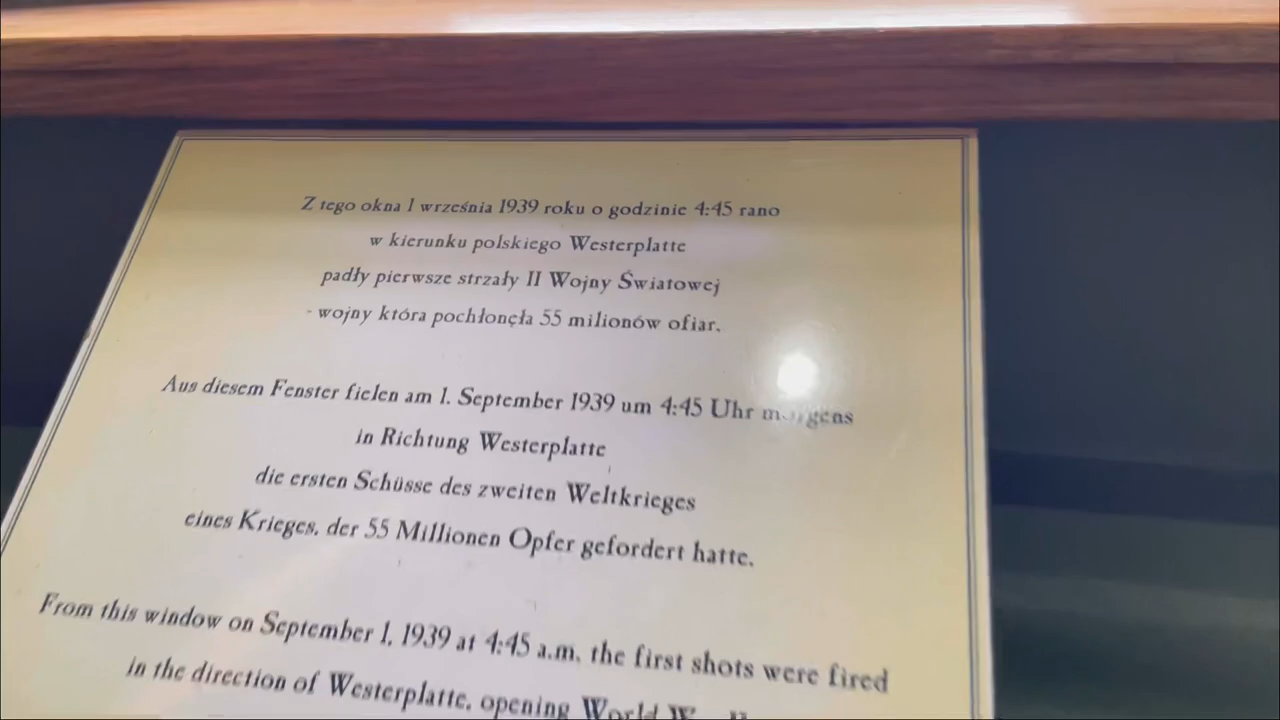 Z tego okna 1 września 1939 roku o godzinie 4:45 rano
w kierunku polskiego Westerplatte
padły pierwsze strzały II Wojny Światowej
- wojny która pochłonęła 55 milionów ofiar.
Aus diesem Fenster fielen am 1. September 1939 um 4:45 Uhr morgens
in Richtung Westerplatte
die ersten Schüsse des zweiten Weltkrieges
eines Krieges, der 55 Millionen Opfer gefordert hatte.
From this window on September 1, 1939 at 4:45 a.m. the first shots were fired
in the direction of Westerplatte, opening World